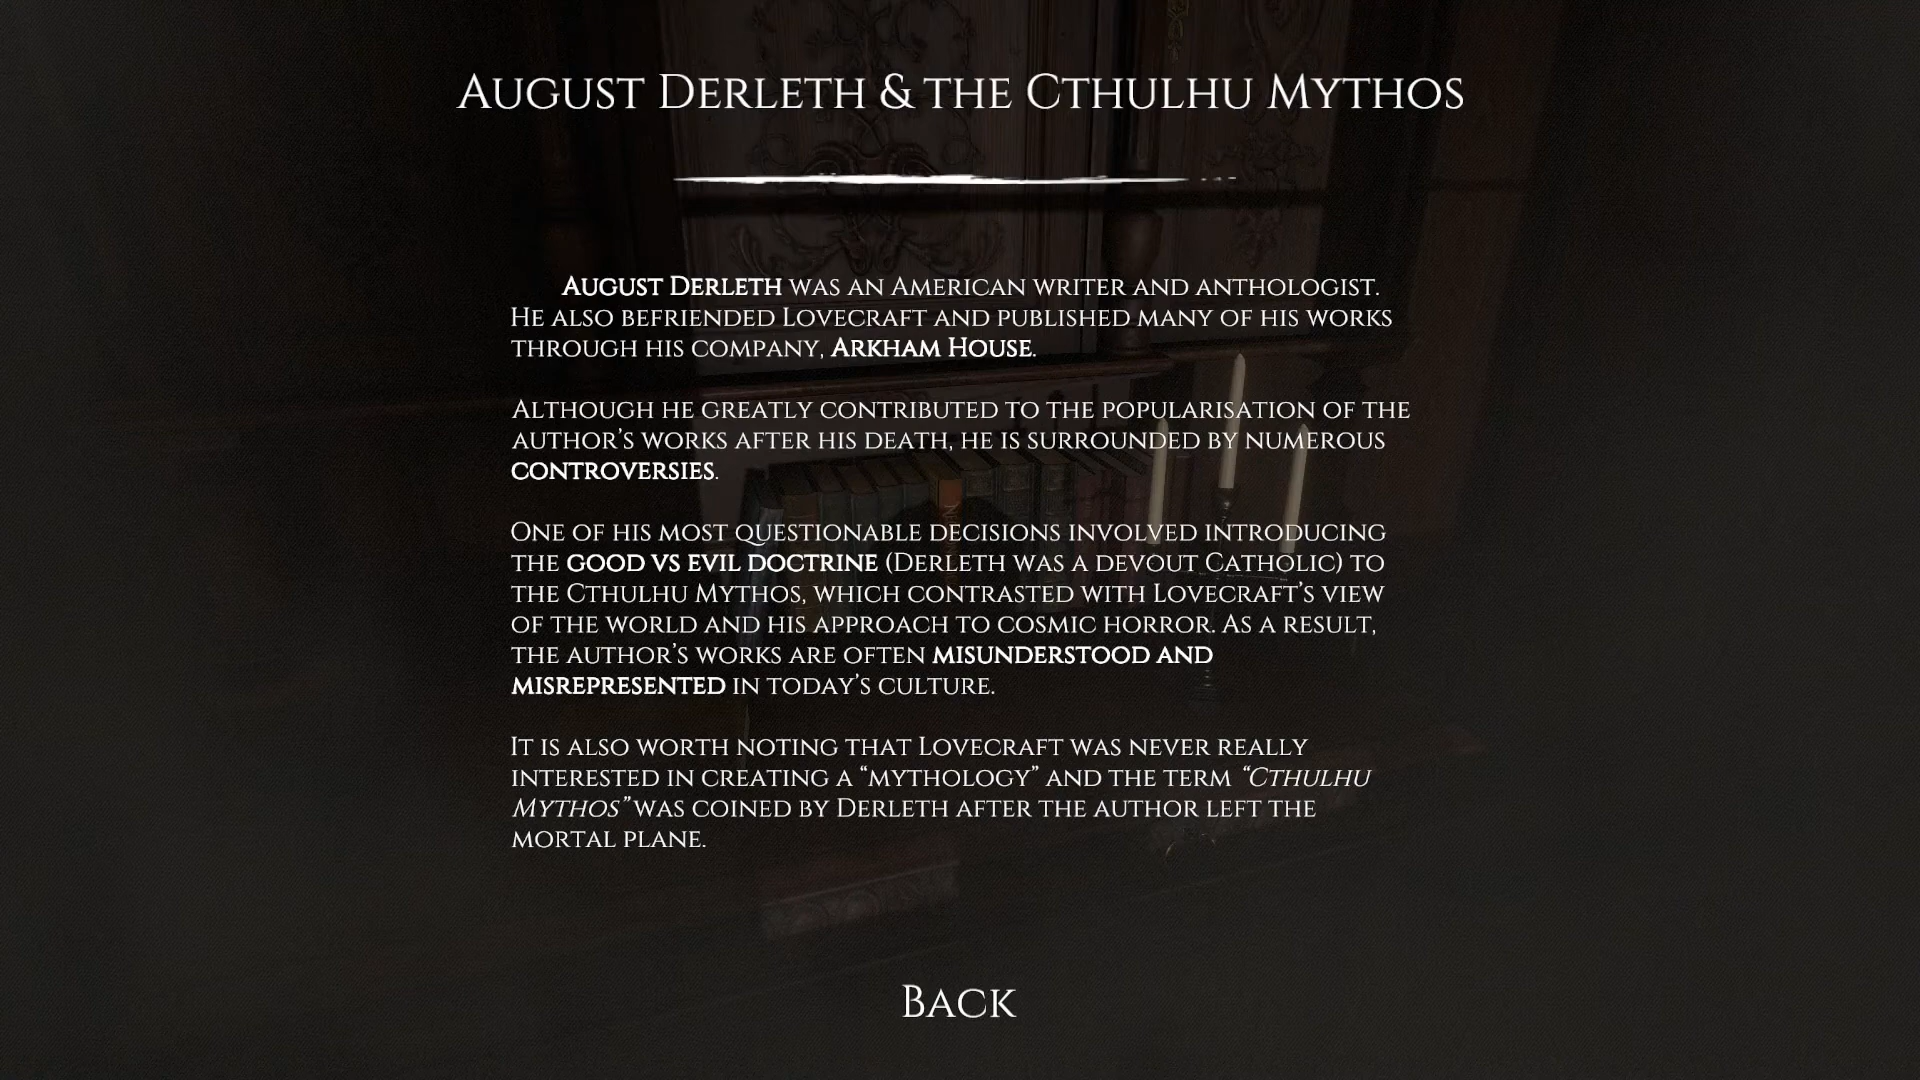 August Derleth & the Cthulhu Mythos
August Derleth was an American writer and anthologist.
He also befriended Lovecraft and published many of his works
through his company, Arkham House.
Although he greatly contributed to the popularisation of the
author's works after his death, he is surrounded by numerous
controversies.
One of his most questionable decisions involved introducing
the good vs evil doctrine (Derleth was a devout Catholic) to
the Cthulhu Mythos, which contrasted with Lovecraft's view
of the world and his approach to cosmic horror. As a result,
the author's works are often misunderstood and
misrepresented in today's culture.
It is also worth noting that Lovecraft was never really
interested in creating a “mythology” and the term “Cthulhu
Mythos” was coined by Derleth after the author left the
mortal plane.
Back